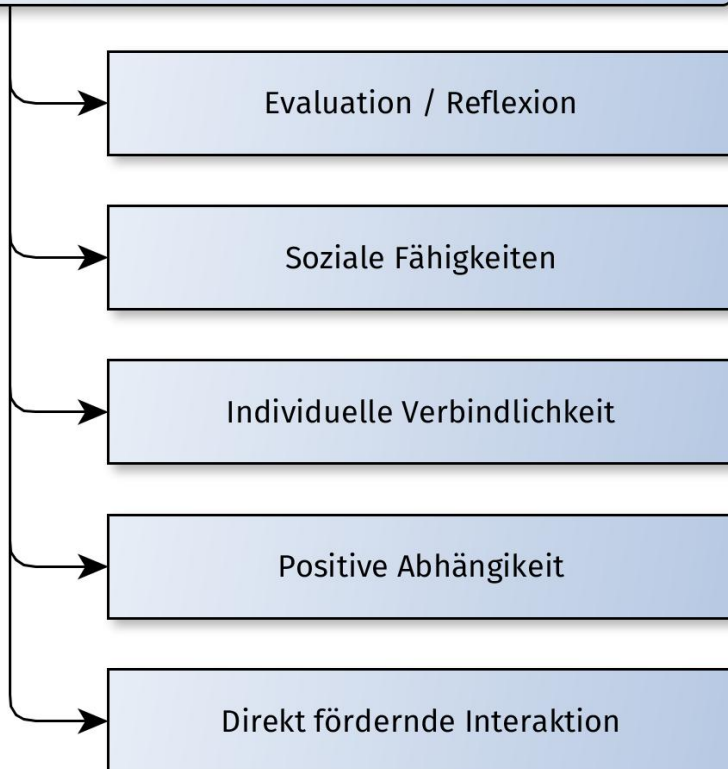 Evaluation / Reflexion
Soziale Fähigkeiten
Individuelle Verbindlichkeit
Positive Abhängikeit
Direkt fördernde Interaktion